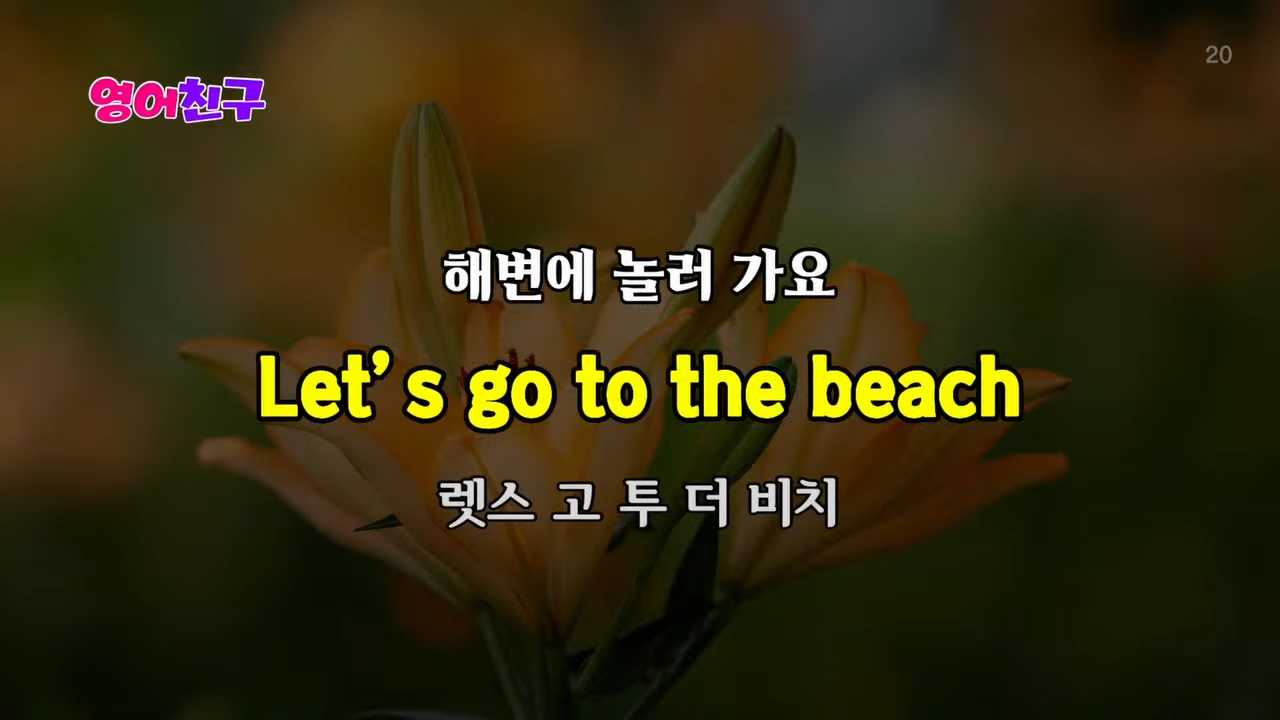 영어친구
20
해변에 놀러 가요
Let's go to the beach
렛스 고 투 더 비치